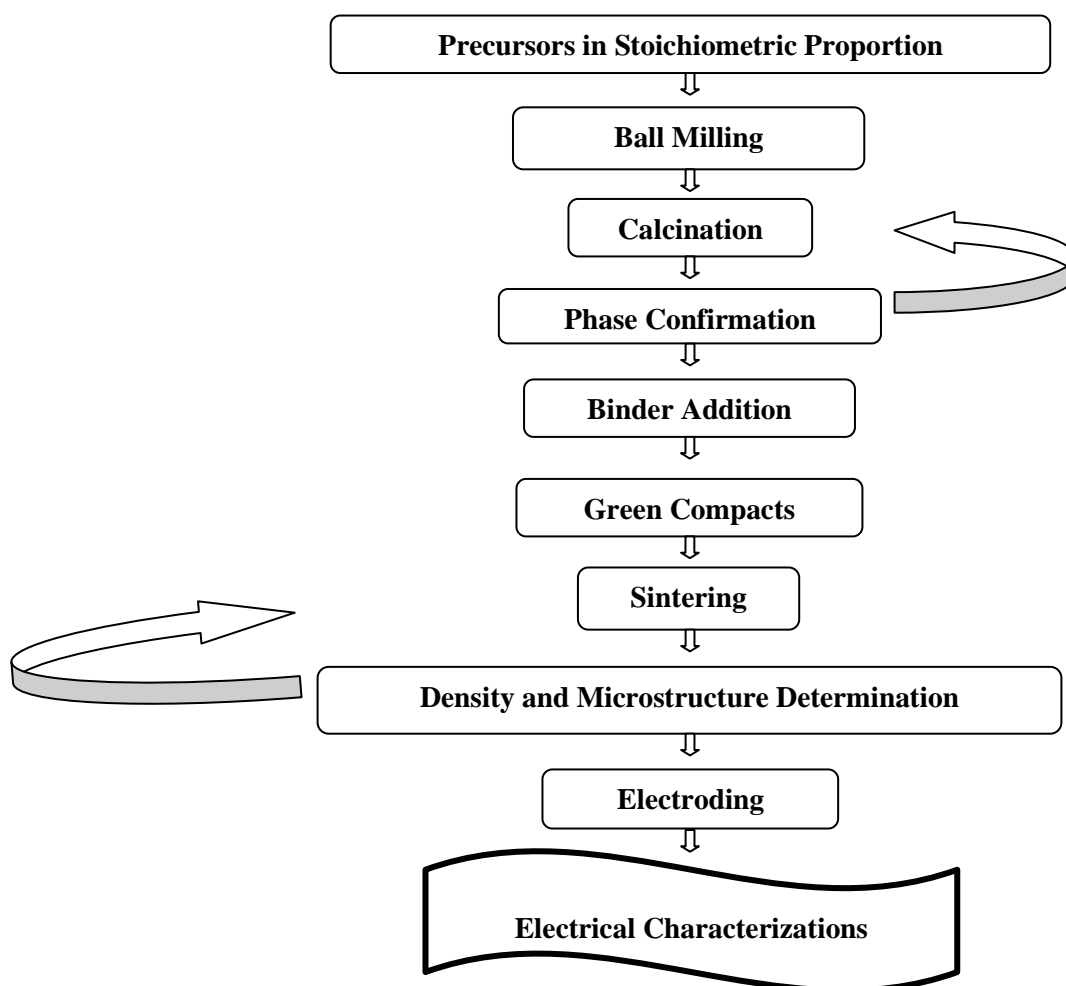 Precursors in Stoichiometric Proportion
Ball Milling
Calcination
Phase Confirmation
Binder Addition
Green Compacts
Sintering
Density and Microstructure Determination
Electroding
Electrical Characterizations